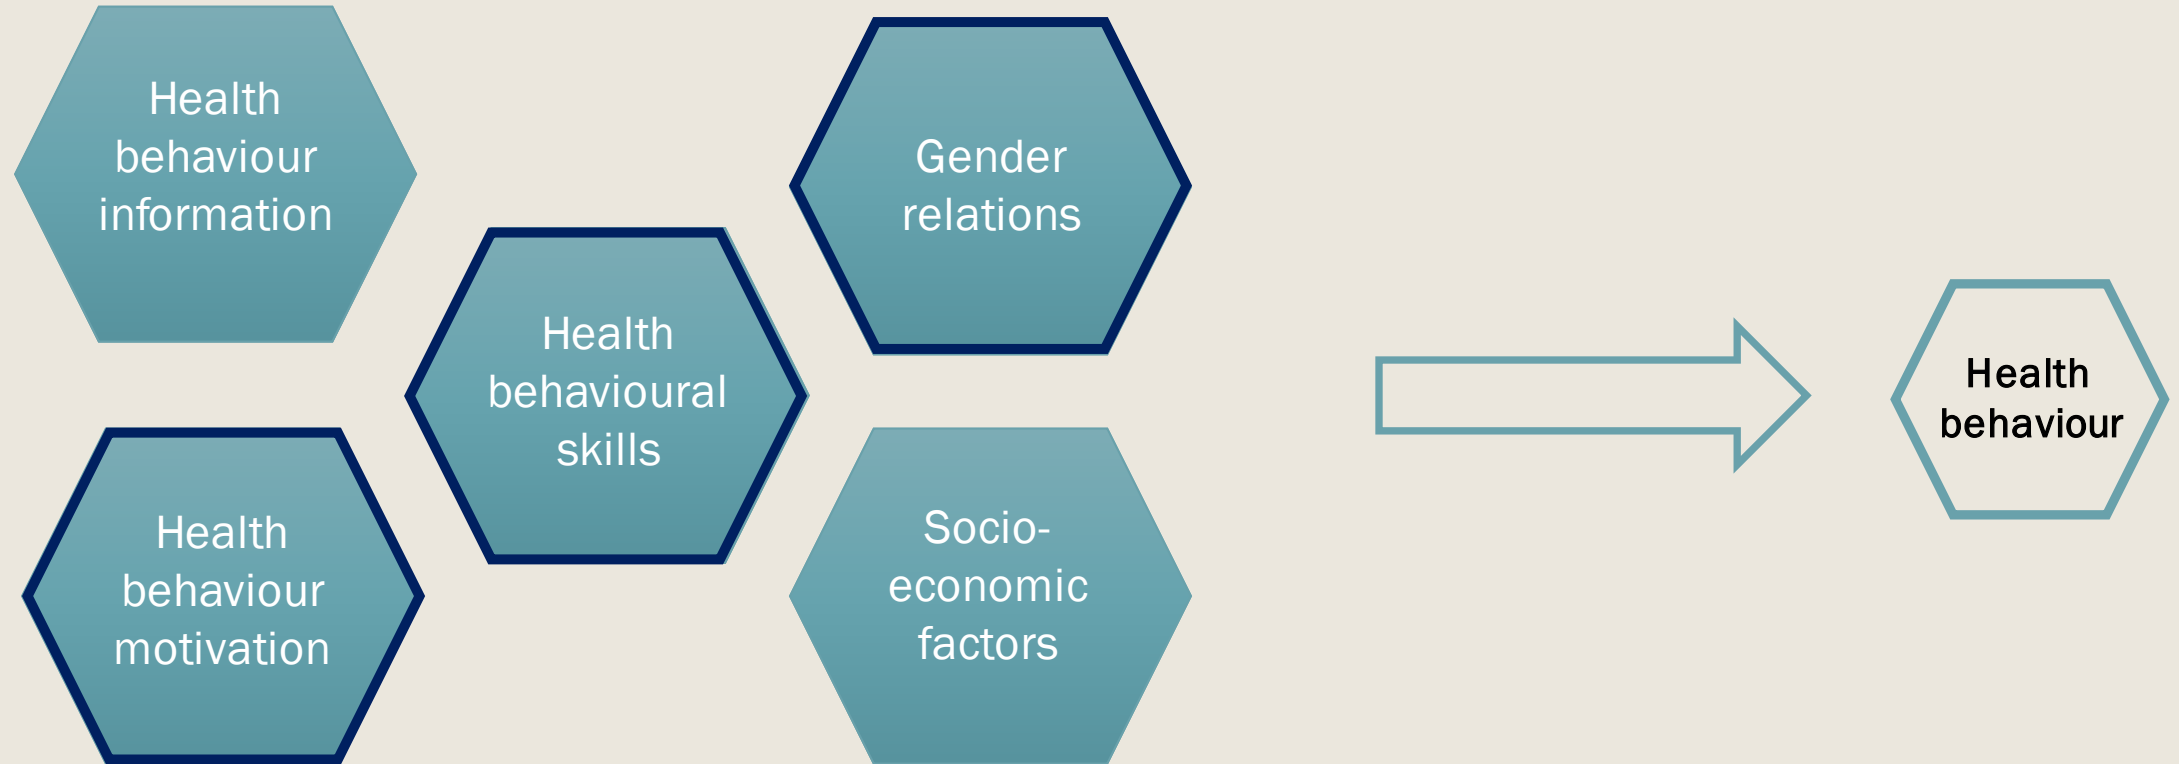 Health
behaviour
information
Gender
relations
Health
behavioural
skills
Health
behaviour
motivation
Socio-
economic
factors
Health
behaviour